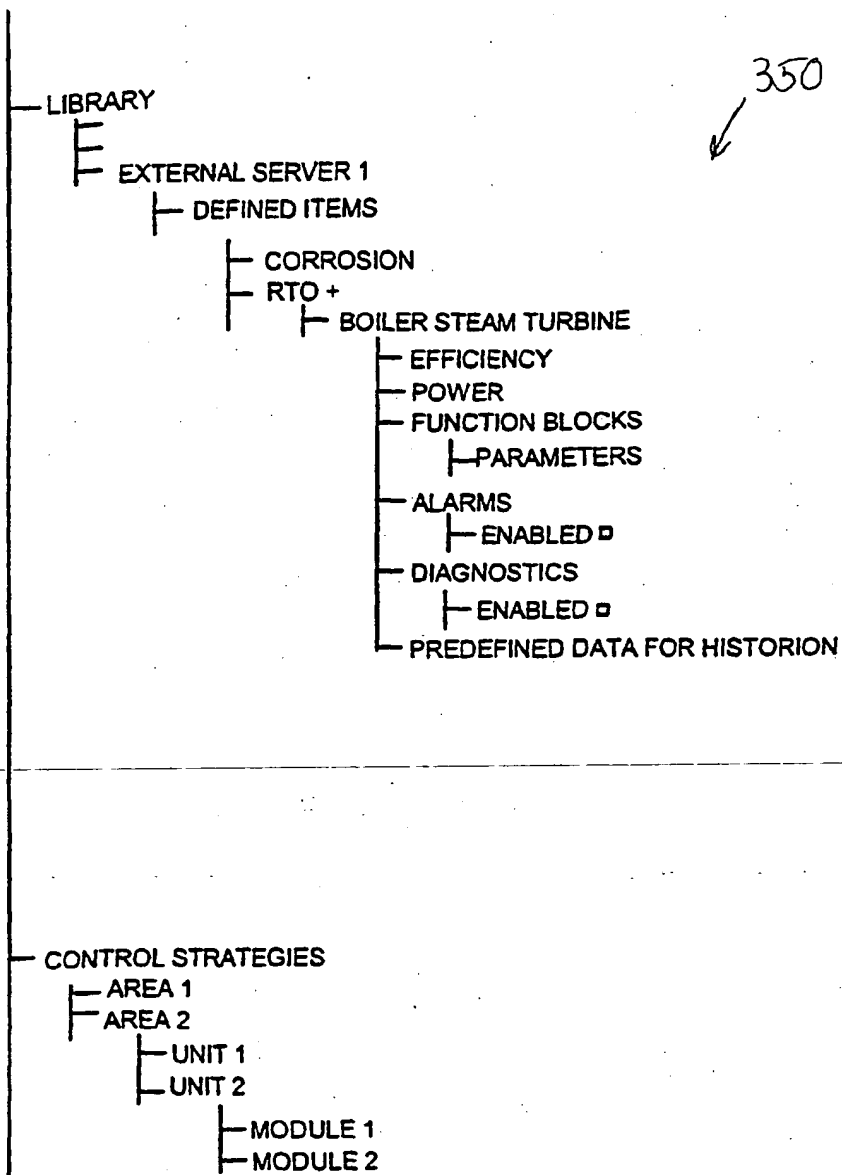 350
LIBRARY
EXTERNAL SERVER 1
DEFINED ITEMS
CORROSION
RTO +
BOILER STEAM TURBINE
EFFICIENCY
POWER
FUNCTION BLOCKS
PARAMETERS
ALARMS
ENABLED
DIAGNOSTICS
ENABLED
PREDEFINED DATA FOR HISTORION
CONTROL STRATEGIES
AREA 1
AREA 2
UNIT 1
UNIT 2
MODULE 1
MODULE 2